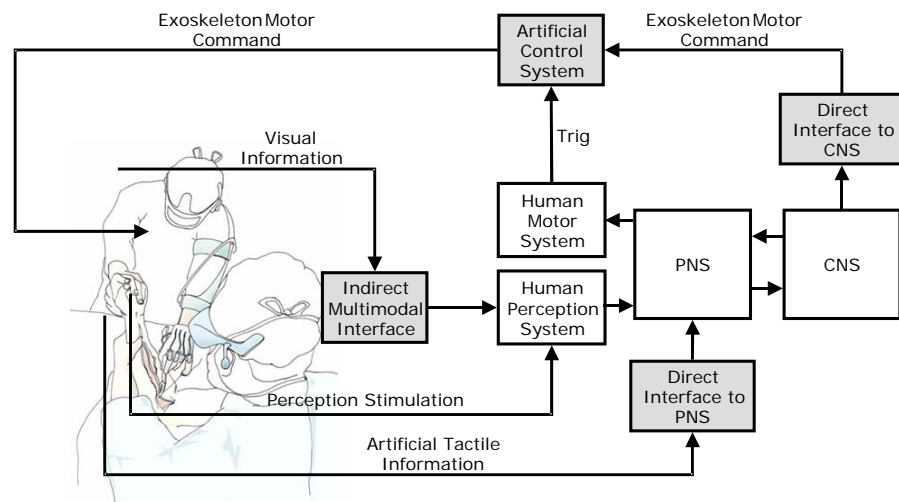 Exoskeleton Motor
Command
Artificial
Control
System
Exoskeleton Motor
Command
Direct
Interface to
CNS
Visual
Information
Trig
Human
Motor
System
PNS
CNS
Indirect
Multimodal
Interface
Human
Perception
System
Direct
Interface to
PNS
Perception Stimulation
Artificial Tactile
Information